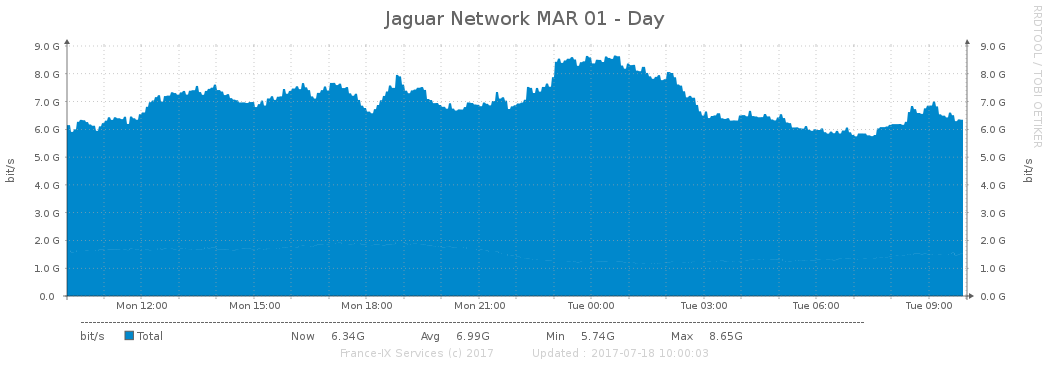 Jaguar Network MAR 01 - Day
RRDTOOL / TOBI OETIKER
9.0 G 9.0 G
8.0 G 8.0 G
7.0 G 7.0 G
6.0 G 6.0 G
5.0 G 5.0 G
4.0 G 4.0 G
3.0 G 3.0 G
2.0 G 2.0 G
1.0 G 1.0 G
0.0 0.0 G
bit/s
bit/s
Mon 12:00 Mon 15:00 Mon 18:00 Mon 21:00 Tue 00:00 Tue 03:00 Tue 06:00 Tue 09:00
bit/s Total Now 6.34G Avg 6.99G Min 5.74G Max 8.65G
France-IX Services (c) 2017 Updated : 2017-07-18 10:00:03